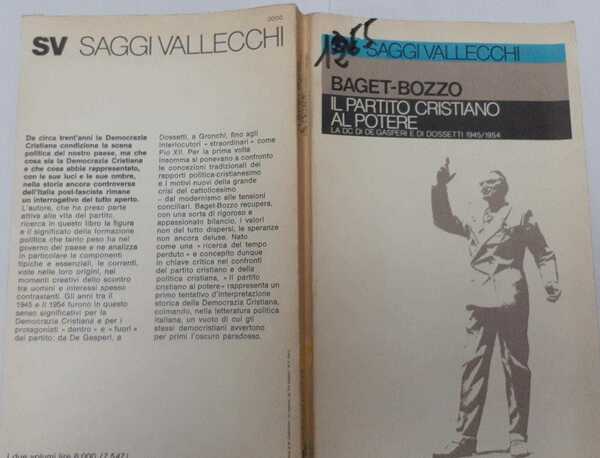 0000
SV SAGGI VALLECCHI
Da circa trent'anni la Democrazia
Cristiana condiziona la scena
politica del nostro paese, ma che
cosa sia la Democrazia Cristiana
e che cosa abbia rappresentato,
con le sue luci e le sue ombre,
nella storia ancora controversa
dell'Italia post-fascista rimane
un interrogativo del tutto aperto.
L'autore, che ha preso parte
attiva alla vita del partito,
ricerca in questo libro la figura
e il significato della formazione
politica che tanto peso ha nel
governo del paese e ne analizza
in particolare le componenti
tipiche e essenziali, le correnti,
viste nelle loro origini, nei
momenti creativi dello scontro
tra uomini e interessi spesso
contrastanti. Gli anni tra il
1945 e il 1954 furono in questo
senso significativi per la
Democrazia Cristiana e per i
protagonisti « dentro » e « fuori »
del partito: da De Gasperi, a
Dossetti, a Gronchi, fino agli
interlocutori « straordinari » come
Pio XII. Per la prima volta
insomma si ponevano a confronto
le concezioni tradizionali dei
rapporti politica-cristianesimo
e i motivi nuovi della grande
crisi del cattolicesimo
– dal modernismo alle tensioni
conciliari. Baget-Bozzo recupera,
con una sorta di rigoroso e
appassionato bilancio, i valori
non del tutto dispersi, le speranze
non ancora deluse. Nato
come una « ricerca del tempo
perduto » e concepito dunque
in chiave critica nei confronti
del partito cristiano e della
politica cristiana, « Il partito
cristiano al potere » rappresenta un
primo tentativo d'interpretazione
storica della Democrazia Cristiana,
colmando, nella letteratura politica
italiana, un vuoto di cui gli
stessi democristiani avvertono
per primi l'oscuro paradosso.
I due volumi lire 8.000 (7.547)
SAGGI VALLECCHI
BAGET-BOZZO
IL PARTITO CRISTIANO
AL POTERE
LA DC DI DE GASPERI E DI DOSSETTI 1945/1954